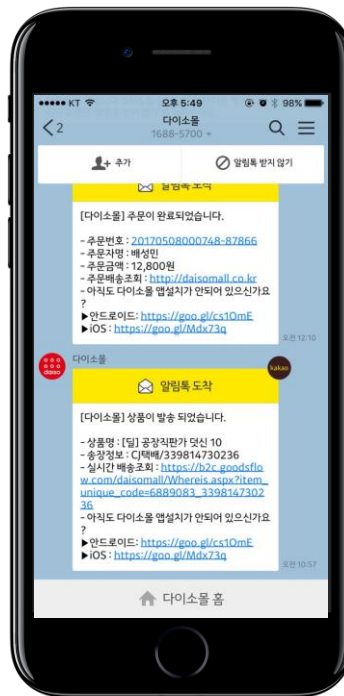 KT 오후 5:49 98%
2 다이소몰
1688-5700
추가 알림톡 받지 않기
알림톡 도착
[다이소몰] 주문이 완료되었습니다.
- 주문번호 : 20170508000748-87866
- 주문자명 : 배성민
- 주문금액 : 12,800원
- 주문배송조회 : http://daisomall.co.kr
- 아직도 다이소몰 앱설치가 안되어 있으신가요
?
▶안드로이드: https://goo.gl/cs1OmE
▶iOS : https://goo.gl/Mdx73q
오전 12:10
다이소몰
daiso
kakao
알림톡 도착
[다이소몰] 상품이 발송 되었습니다.
- 상품명 : [딜] 공장직판가 덧신 10
- 송장정보 : CJ택배/339814730236
- 실시간 배송조회 : https://b2c.goodsflo
w.com/daisomall/Whereis.aspx?item_
unique_code=6889083_3398147302
36
- 아직도 다이소몰 앱설치가 안되어 있으신가요
?
▶안드로이드: https://goo.gl/cs1OmE
▶iOS : https://goo.gl/Mdx73q
오전 10:57
다이소몰 홈